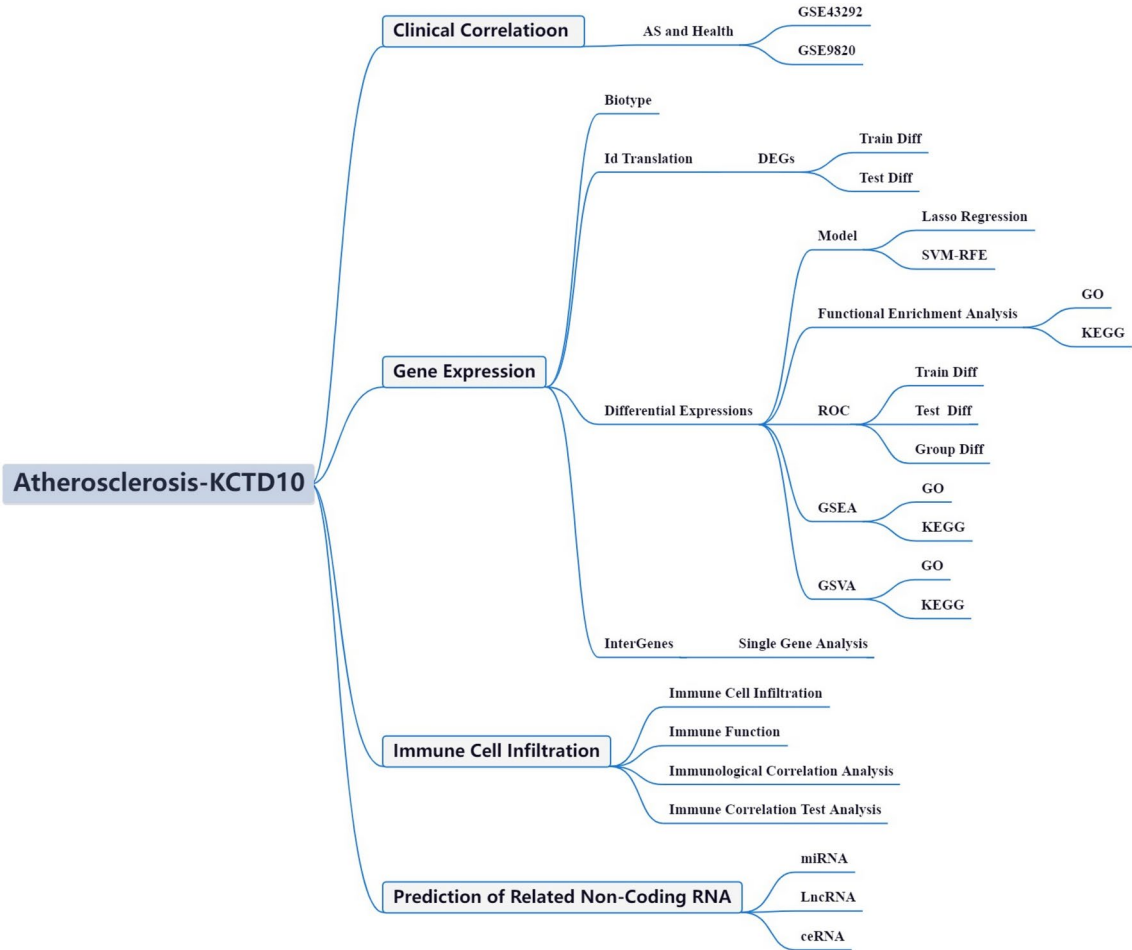 Atherosclerosis-KCTD10
Clinical Correlatioon
AS and Health
GSE43292
GSE9820
Gene Expression
Biotype
Id Translation
DEGs
Train Diff
Test Diff
Differential Expressions
Model
Lasso Regression
SVM-RFE
Functional Enrichment Analysis
GO
KEGG
ROC
Train Diff
Test Diff
Group Diff
GSEA
GO
KEGG
GSVA
GO
KEGG
InterGenes
Single Gene Analysis
Immune Cell Infiltration
Immune Cell Infiltration
Immune Function
Immunological Correlation Analysis
Immune Correlation Test Analysis
Prediction of Related Non-Coding RNA
miRNA
LncRNA
ceRNA